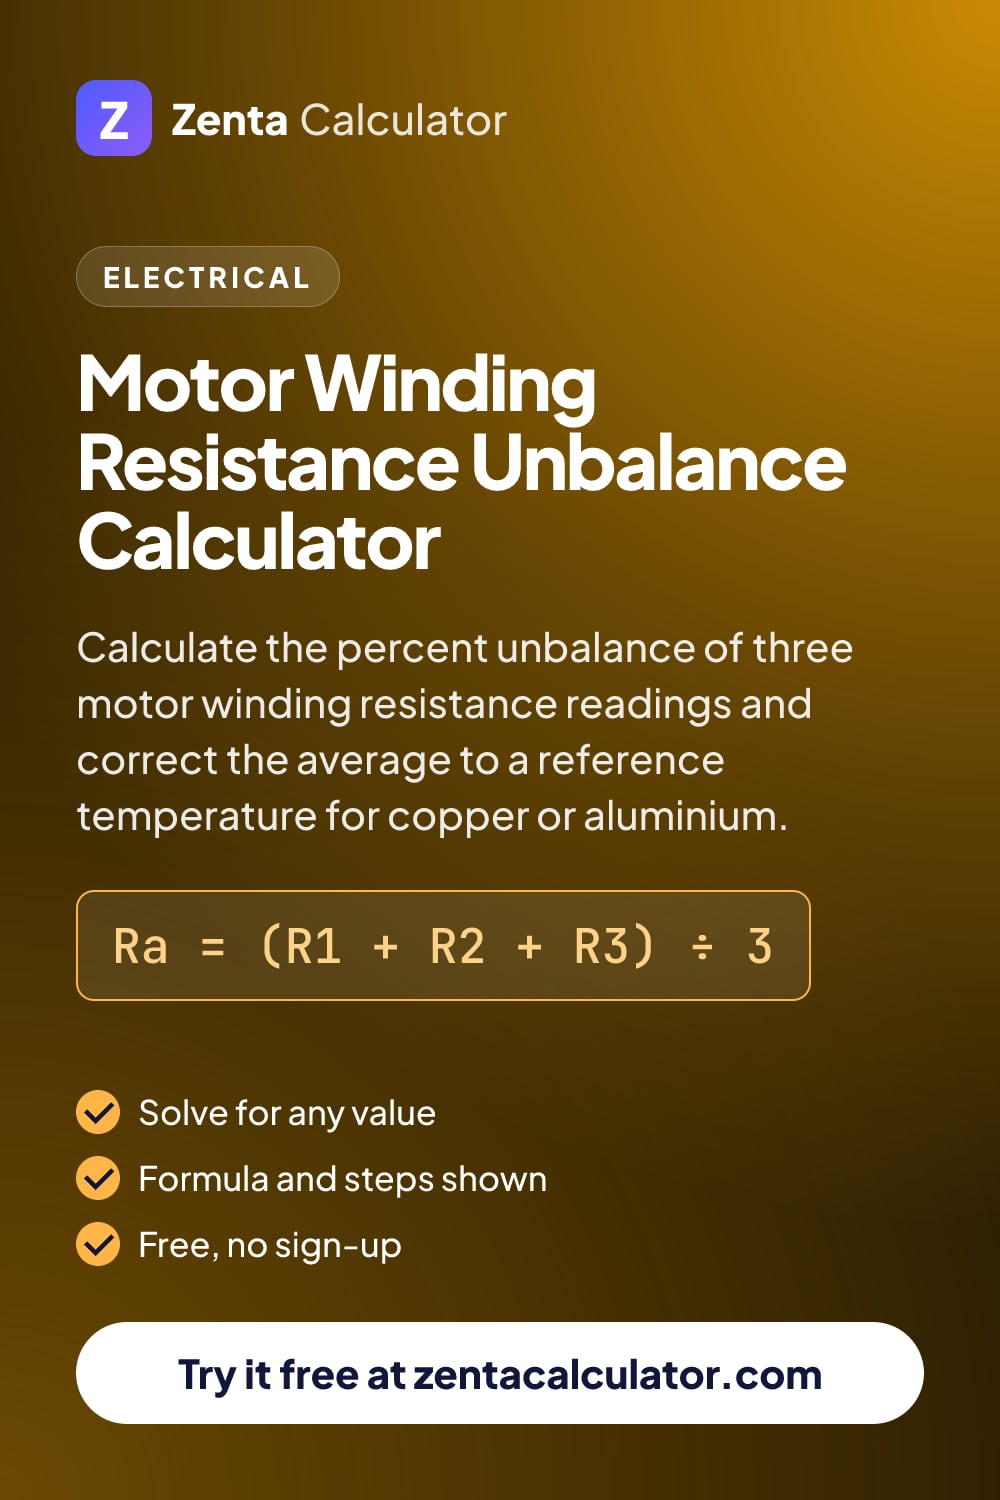 Z
Zenta Calculator
ELECTRICAL
Motor Winding
Resistance Unbalance
Calculator
Calculate the percent unbalance of three
motor winding resistance readings and
correct the average to a reference
temperature for copper or aluminium.
Ra = (R1 + R2 + R3) ÷ 3
Solve for any value
Formula and steps shown
Free, no sign-up
Try it free at zentacalculator.com